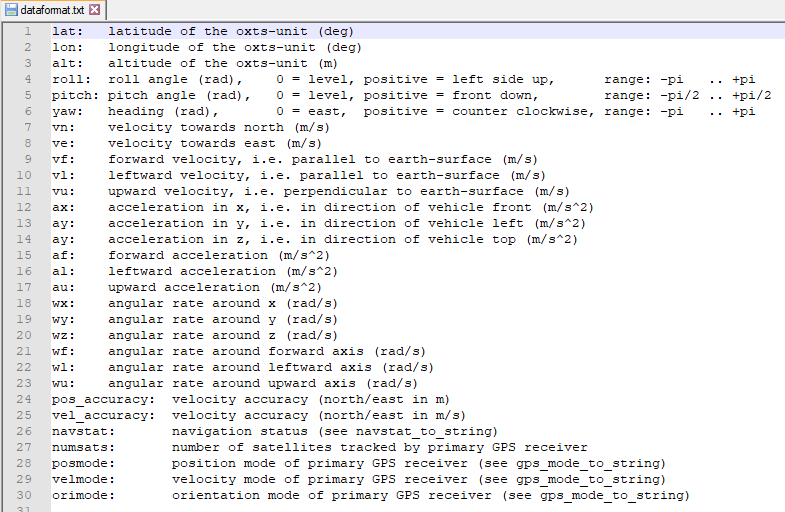 dataformat.txt
1 lat: latitude of the oxts-unit (deg)
2 lon: longitude of the oxts-unit (deg)
3 alt: altitude of the oxts-unit (m)
4 roll: roll angle (rad), 0 = level, positive = left side up, range: -pi .. +pi
5 pitch: pitch angle (rad), 0 = level, positive = front down, range: -pi/2 .. +pi/2
6 yaw: heading (rad), 0 = east, positive = counter clockwise, range: -pi .. +pi
7 vn: velocity towards north (m/s)
8 ve: velocity towards east (m/s)
9 vf: forward velocity, i.e. parallel to earth-surface (m/s)
10 vl: leftward velocity, i.e. parallel to earth-surface (m/s)
11 vu: upward velocity, i.e. perpendicular to earth-surface (m/s)
12 ax: acceleration in x, i.e. in direction of vehicle front (m/s^2)
13 ay: acceleration in y, i.e. in direction of vehicle left (m/s^2)
14 ay: acceleration in z, i.e. in direction of vehicle top (m/s^2)
15 af: forward acceleration (m/s^2)
16 al: leftward acceleration (m/s^2)
17 au: upward acceleration (m/s^2)
18 wx: angular rate around x (rad/s)
19 wy: angular rate around y (rad/s)
20 wz: angular rate around z (rad/s)
21 wf: angular rate around forward axis (rad/s)
22 wl: angular rate around leftward axis (rad/s)
23 wu: angular rate around upward axis (rad/s)
24 pos_accuracy: velocity accuracy (north/east in m)
25 vel_accuracy: velocity accuracy (north/east in m/s)
26 navstat: navigation status (see navstat_to_string)
27 numsats: number of satellites tracked by primary GPS receiver
28 posmode: position mode of primary GPS receiver (see gps_mode_to_string)
29 velmode: velocity mode of primary GPS receiver (see gps_mode_to_string)
30 orimode: orientation mode of primary GPS receiver (see gps_mode_to_string)
31